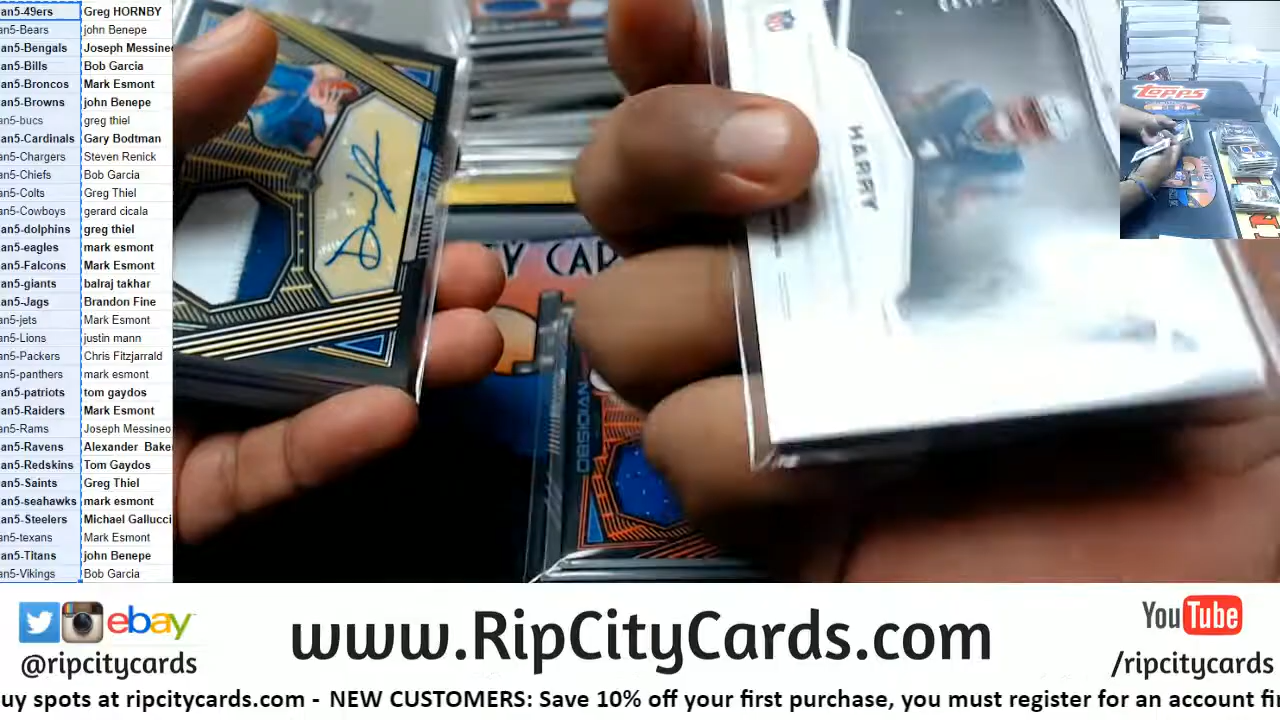 an5-49ers Greg HORNBY
an5-Bears john Benepe
an5-Bengals Joseph Messineo
an5-Bills Bob Garcia
an5-Broncos Mark Esmont
an5-Browns john Benepe
an5-bucs greg thiel
an5-Cardinals Gary Bodtman
an5-Chargers Steven Renick
an5-Chiefs Bob Garcia
an5-Colts Greg Thiel
an5-Cowboys gerard cicala
an5-dolphins greg thiel
an5-eagles mark esmont
an5-Falcons Mark Esmont
an5-giants balraj takhar
an5-Jags Brandon Fine
an5-jets Mark Esmont
an5-Lions justin mann
an5-Packers Chris Fitzjarrald
an5-panthers mark esmont
an5-patriots tom gaydos
an5-Raiders Mark Esmont
an5-Rams Joseph Messineo
an5-Ravens Alexander Bake
an5-Redskins Tom Gaydos
an5-Saints Greg Thiel
an5-seahawks mark esmont
an5-Steelers Michael Gallucci
an5-texans Mark Esmont
an5-Titans john Benepe
an5-Vikings Bob Garcia
HARRY
Y CAR
OBSIDIAN
Topps
ebay
@ripcitycards
www.RipCityCards.com
YouTube
/ripcitycards
buy spots at ripcitycards.com - NEW CUSTOMERS: Save 10% off your first purchase, you must register for an account fi